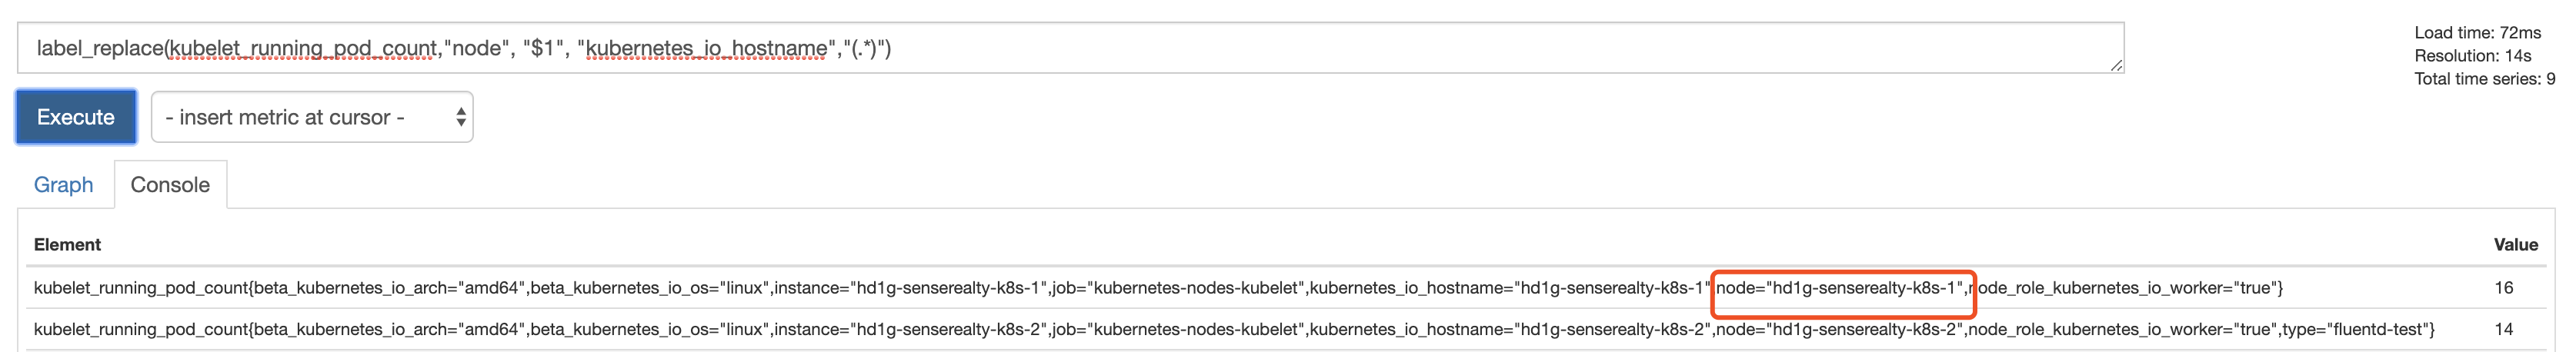 label_replace(kubelet_running_pod_count,"node", "$1", "kubernetes_io_hostname","(.*)")
Load time: 72ms
Resolution: 14s
Total time series: 9
Execute
- insert metric at cursor -
Graph
Console
Element Value
kubelet_running_pod_count{beta_kubernetes_io_arch="amd64",beta_kubernetes_io_os="linux",instance="hd1g-senserealty-k8s-1",job="kubernetes-nodes-kubelet",kubernetes_io_hostname="hd1g-senserealty-k8s-1",node="hd1g-senserealty-k8s-1",node_role_kubernetes_io_worker="true"} 16
kubelet_running_pod_count{beta_kubernetes_io_arch="amd64",beta_kubernetes_io_os="linux",instance="hd1g-senserealty-k8s-2",job="kubernetes-nodes-kubelet",kubernetes_io_hostname="hd1g-senserealty-k8s-2",node="hd1g-senserealty-k8s-2",node_role_kubernetes_io_worker="true",type="fluentd-test"} 14